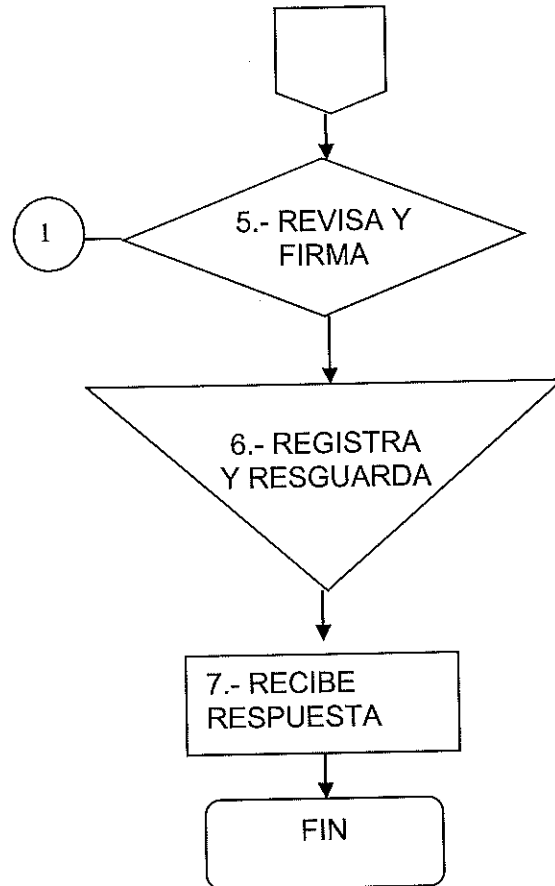 1
5.- REVISA Y
FIRMA
6.- REGISTRA
Y RESGUARDA
7.- RECIBE
RESPUESTA
FIN